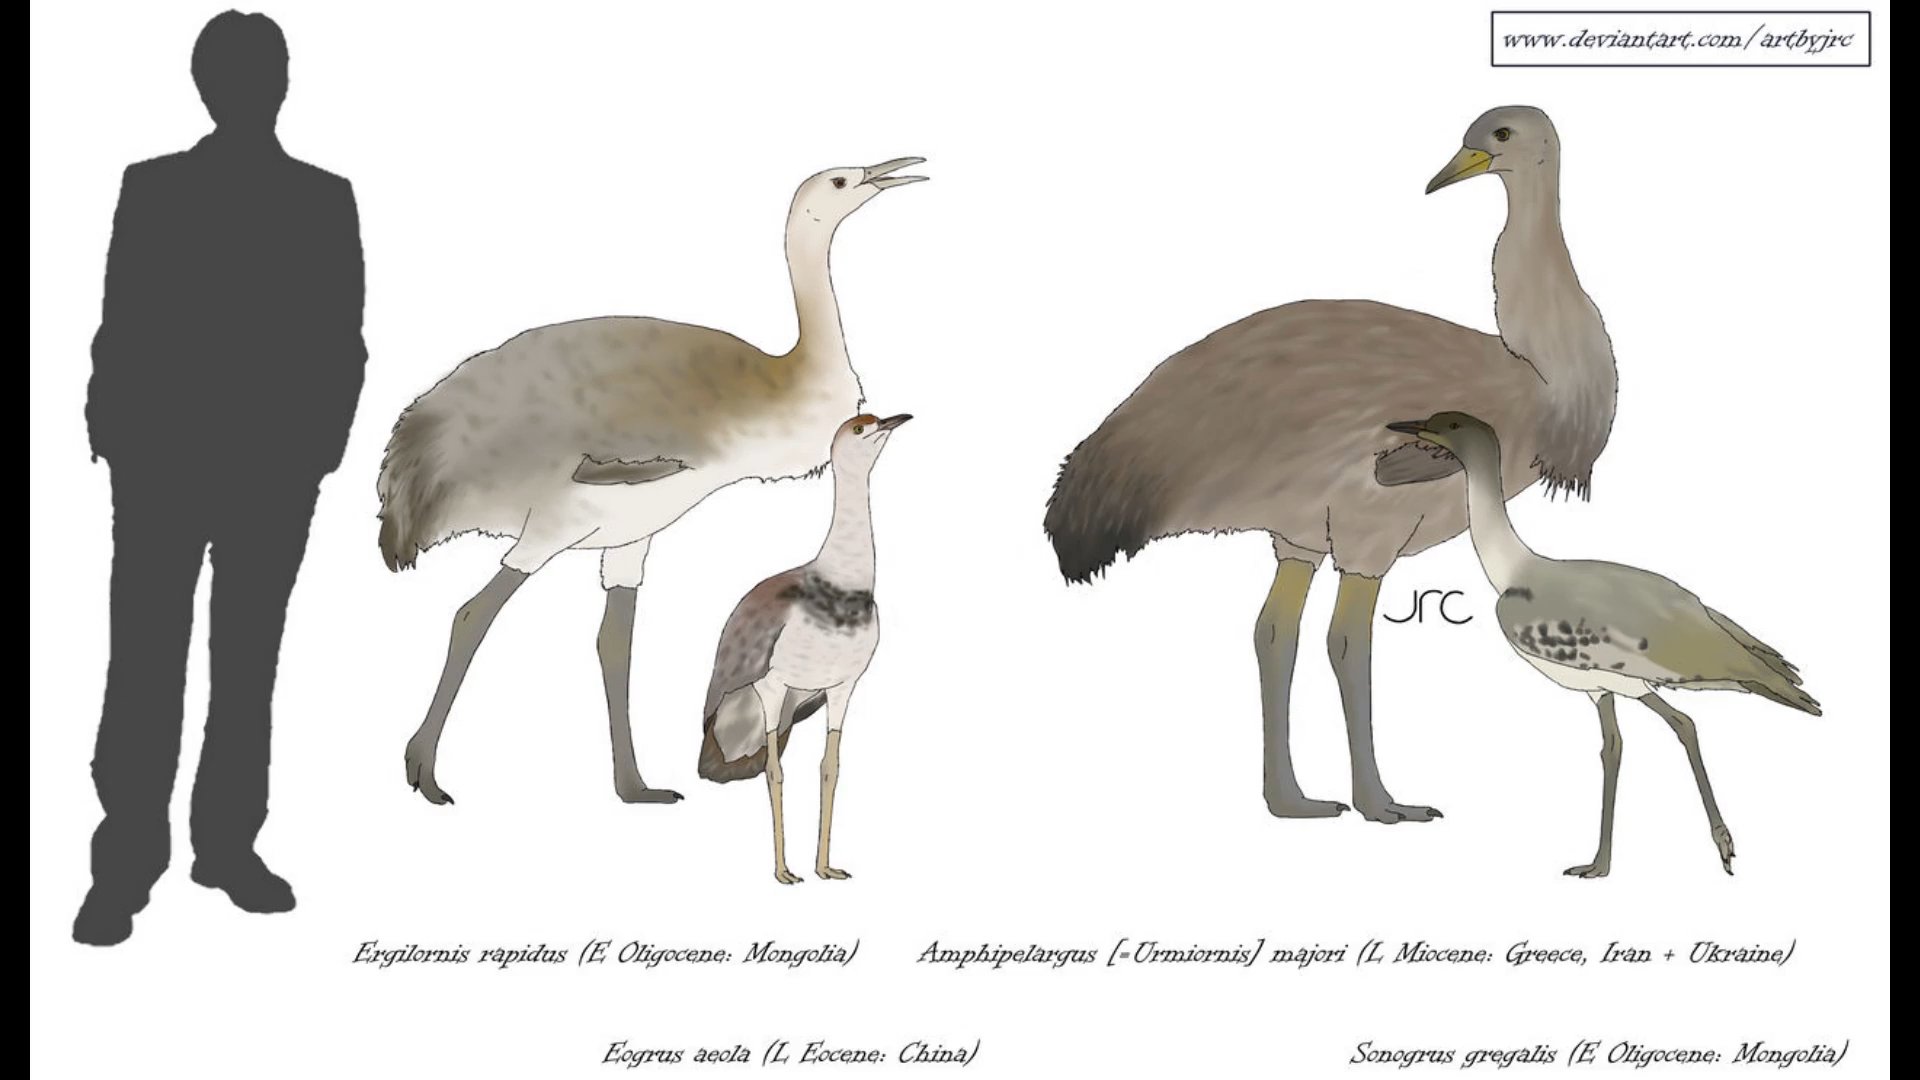 www.deviantart.com/artbyjrc
JrC
Ergilornis rapidus (E Oligocene: Mongolia)
Amphipelargus [=Urmiornis] majori (L Miocene: Greece, Iran + Ukraine)
Eogrus aeola (L Eocene: China)
Sonogrus gregalis (E Oligocene: Mongolia)